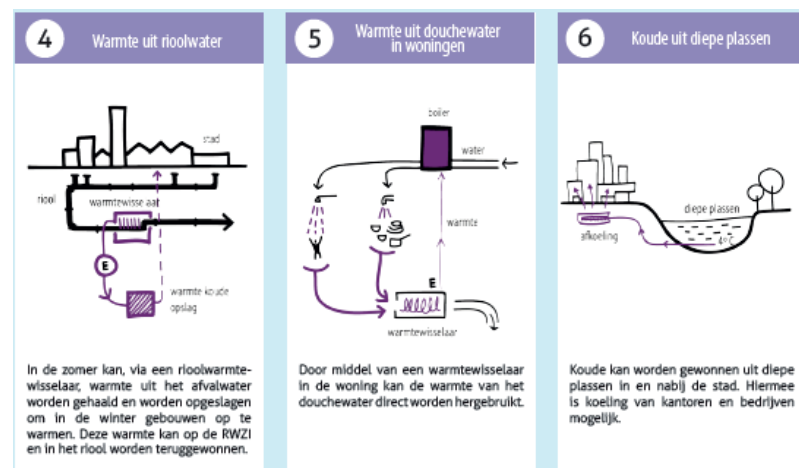 4
Warmte uit rioolwater
stad
riool
warmtewisse aar
E
warmte koude
opslag
In de zomer kan, via een rioolwarmte-
wisselaar, warmte uit het afvalwater
worden gehaald en worden opgeslagen
om in de winter gebouwen op te
warmen. Deze warmte kan op de RWZI
en in het riool worden teruggewonnen.
5
Warmte uit douchewater
in woningen
boiler
water
warmte
E
warmtewisselaar
Door middel van een warmtewisselaar
in de woning kan de warmte van het
douchewater direct worden hergebruikt.
6
Koude uit diepe plassen
diepe plassen
afkoeling
4°C
Koude kan worden gewonnen uit diepe
plassen in en nabij de stad. Hiermee
is koeling van kantoren en bedrijven
mogelijk.